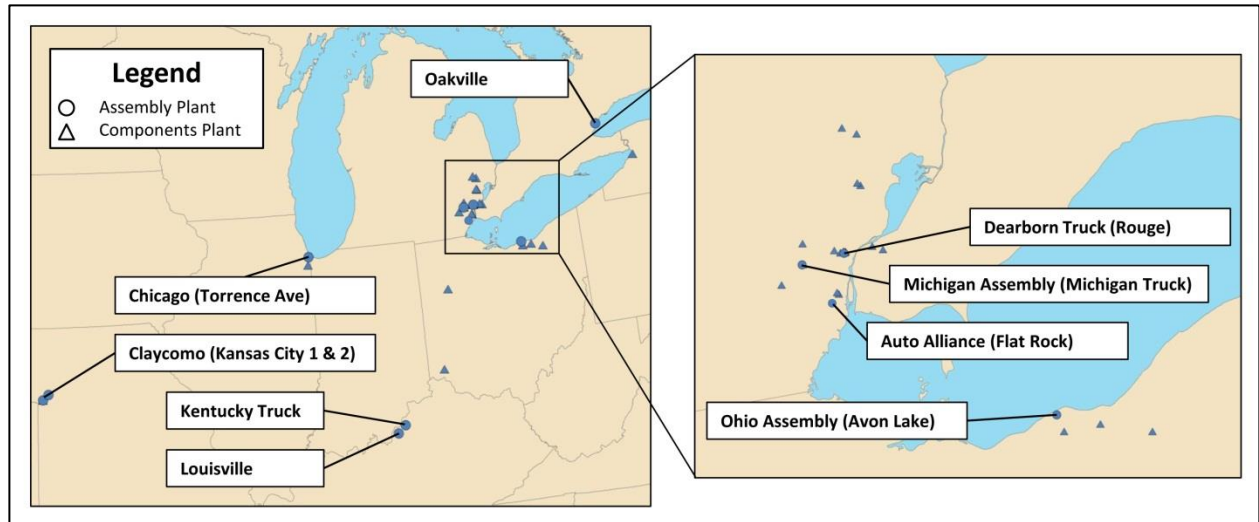 Legend
Assembly Plant
Components Plant
Oakville
Chicago (Torrence Ave)
Claycomo (Kansas City 1 & 2)
Kentucky Truck
Louisville
Dearborn Truck (Rouge)
Michigan Assembly (Michigan Truck)
Auto Alliance (Flat Rock)
Ohio Assembly (Avon Lake)